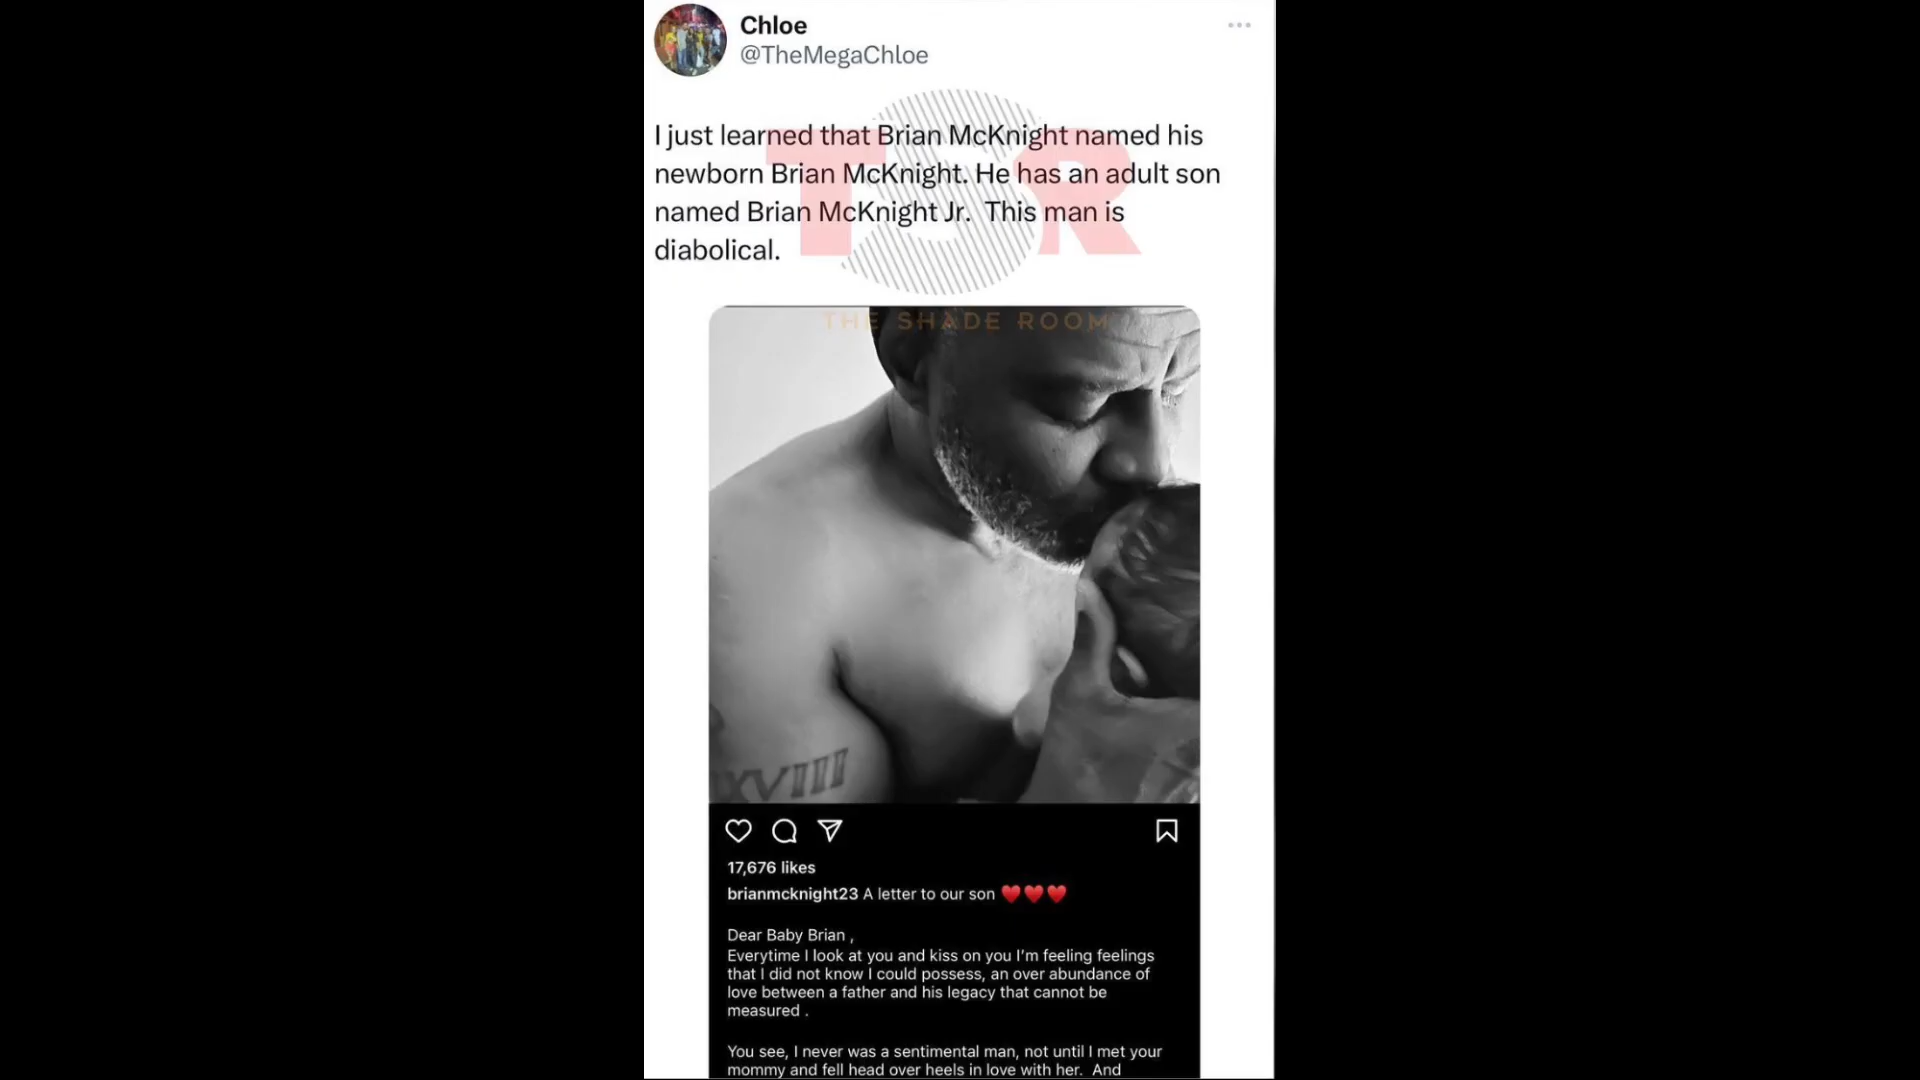 Chloe
@TheMegaChloe
I just learned that Brian McKnight named his
newborn Brian McKnight. He has an adult son
named Brian McKnight Jr. This man is
diabolical.
TSR
THE SHADE ROOM
XVIII
17,676 likes
brianmcknight23 A letter to our son ♥️♥️♥️
Dear Baby Brian ,
Everytime I look at you and kiss on you I'm feeling feelings
that I did not know I could possess, an over abundance of
love between a father and his legacy that cannot be
measured .
You see, I never was a sentimental man, not until I met your
mommy and fell head over heels in love with her. And